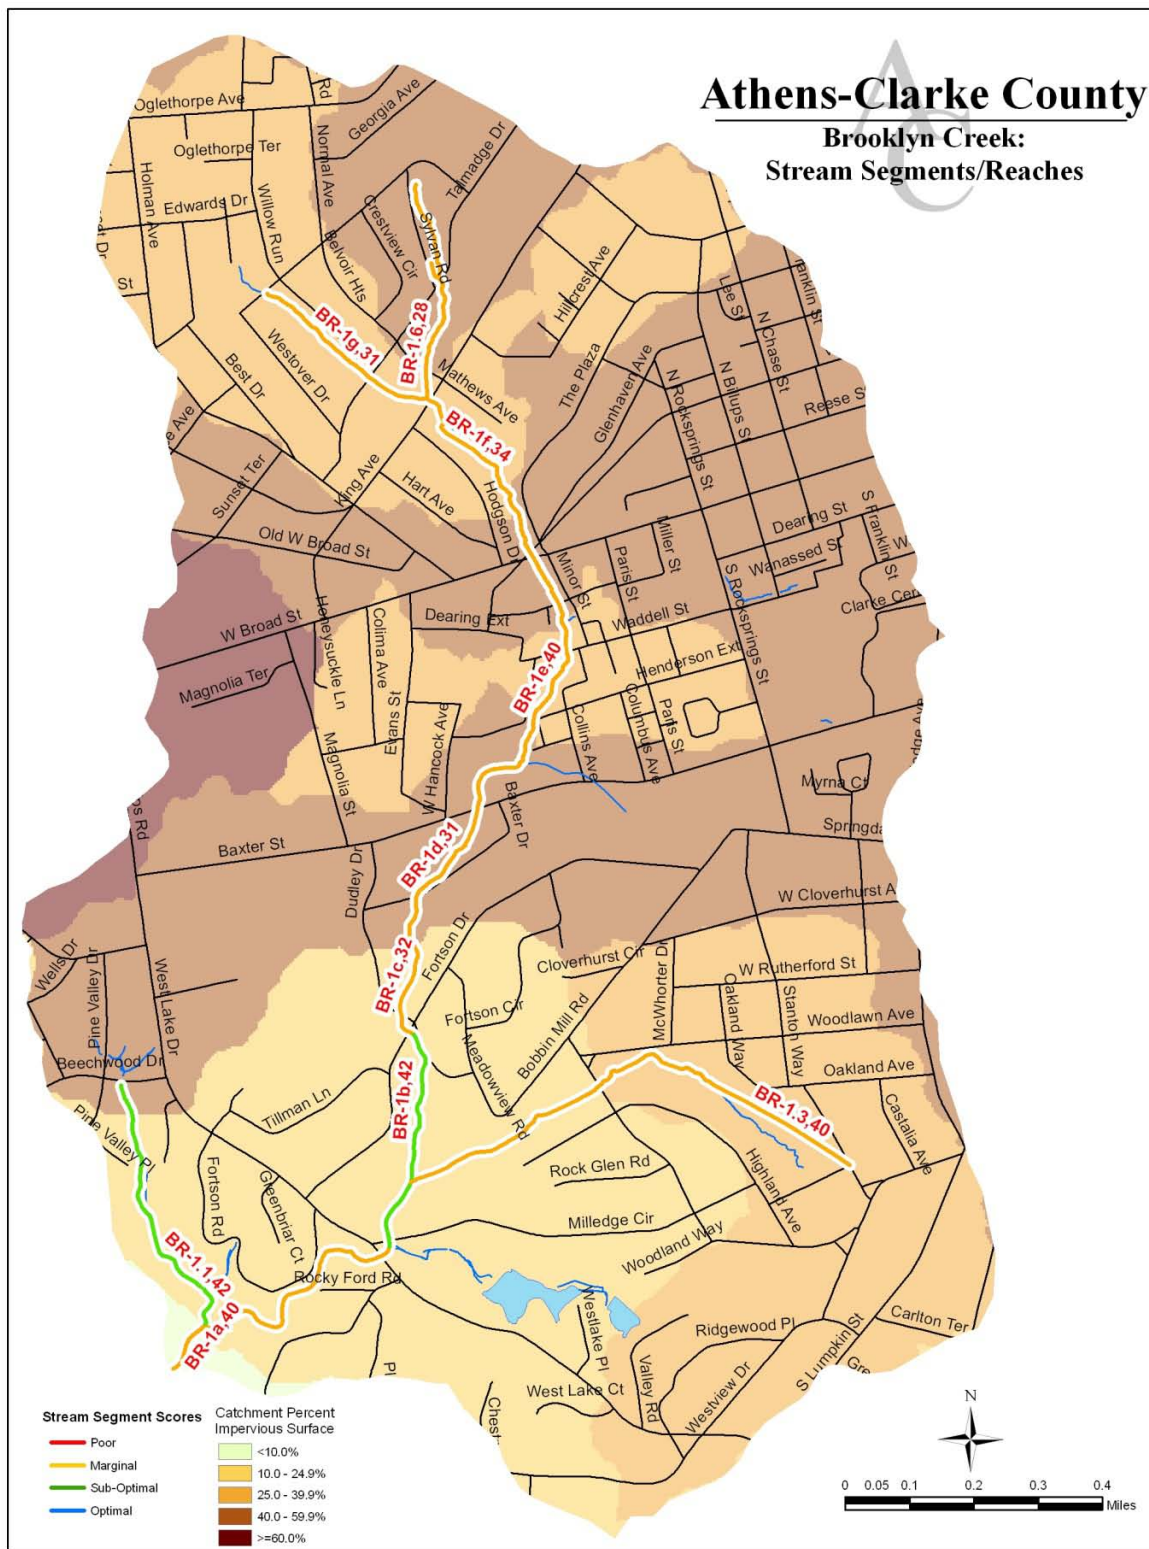 AC
Athens-Clarke County
Brooklyn Creek:
Stream Segments/Reaches
Oglethorpe Ave
Rd
Georgia Ave
Normal Ave
Oglethorpe Ter
Talmadge Dr
Holman Ave
Edwards Dr
Willow Run
Crestview Cir
Sylvan Rd
Belvoir Hts
Dr
St
Hillcrest Ave
Lee St
N Chase St
BR-1g,31
BR-1.6,28
Westover Dr
Best Dr
Mathews Ave
The Plaza
Glenhaven Ave
N Rocksprings St
N Billups St
Reese S
BR-1f,34
e Ave
Sunset Ter
King Ave
Hart Ave
Hodgson Dr
Old W Broad St
Miller St
Dearing St
S Franklin St
Wanassed St
Minor St
Paris St
S Rocksprings St
Clarke Cen
W Broad St
Honeysuckle Ln
Colima Ave
Dearing Ext
Waddell St
Henderson Ext
BR-1e,40
Magnolia Ter
Evans St
W Hancock Ave
Magnolia St
Collins Ave
Columbus Ave
Paris St
Myrna Ct
Baxter Dr
Springda
Baxter St
BR-1d,31
Dudley Dr
W Cloverhurst A
Fortson Dr
BR-1c,32
Wells Dr
Pine Valley Dr
West Lake Dr
Cloverhurst Cir
McWhorter Dr
W Rutherford St
Oakland Way
Stanton Way
Woodlawn Ave
Fortson Cir
Bobbin Mill Rd
Meadowview Rd
Beechwood Dr
Oakland Ave
BR-1b,42
Tillman Ln
BR-1.3,40
Castalia Ave
Pine Valley Pl
Fortson Rd
Greenbriar Ct
Rock Glen Rd
Highland Ave
Milledge Cir
Woodland Way
BR-1.1,42
Rocky Ford Rd
BR-1a,40
Westlake Pl
Ridgewood Pl
Carlton Ter
S Lumpkin St
Gre
Pl
Valley Rd
Westview Dr
West Lake Ct
Chest
Stream Segment Scores
Poor
Marginal
Sub-Optimal
Optimal
Catchment Percent
Impervious Surface
<10.0%
10.0 - 24.9%
25.0 - 39.9%
40.0 - 59.9%
>=60.0%
N
0 0.05 0.1 0.2 0.3 0.4
Miles